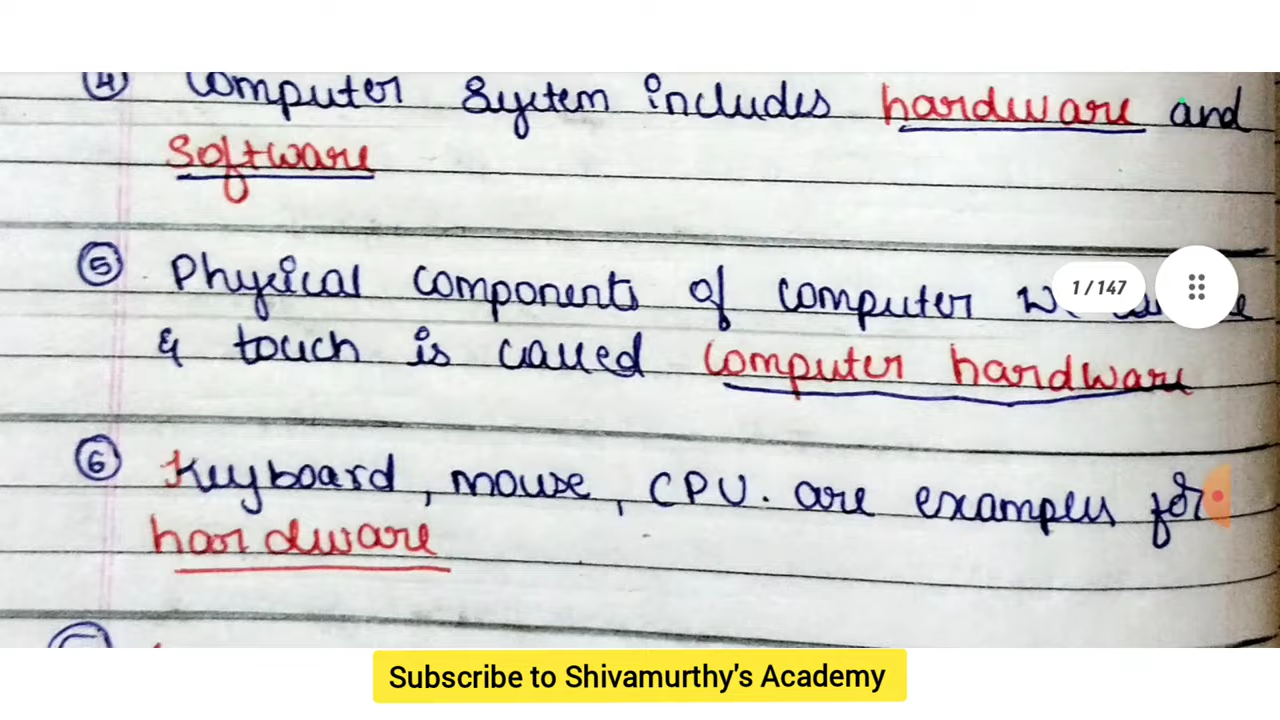 ④ Computer System includes hardware and
Software
⑤ Physical components of computer
1 / 147
& touch is called computer hardware
⑥ Keyboard, mouse, CPU. are examples for
hardware
Subscribe to Shivamurthy's Academy